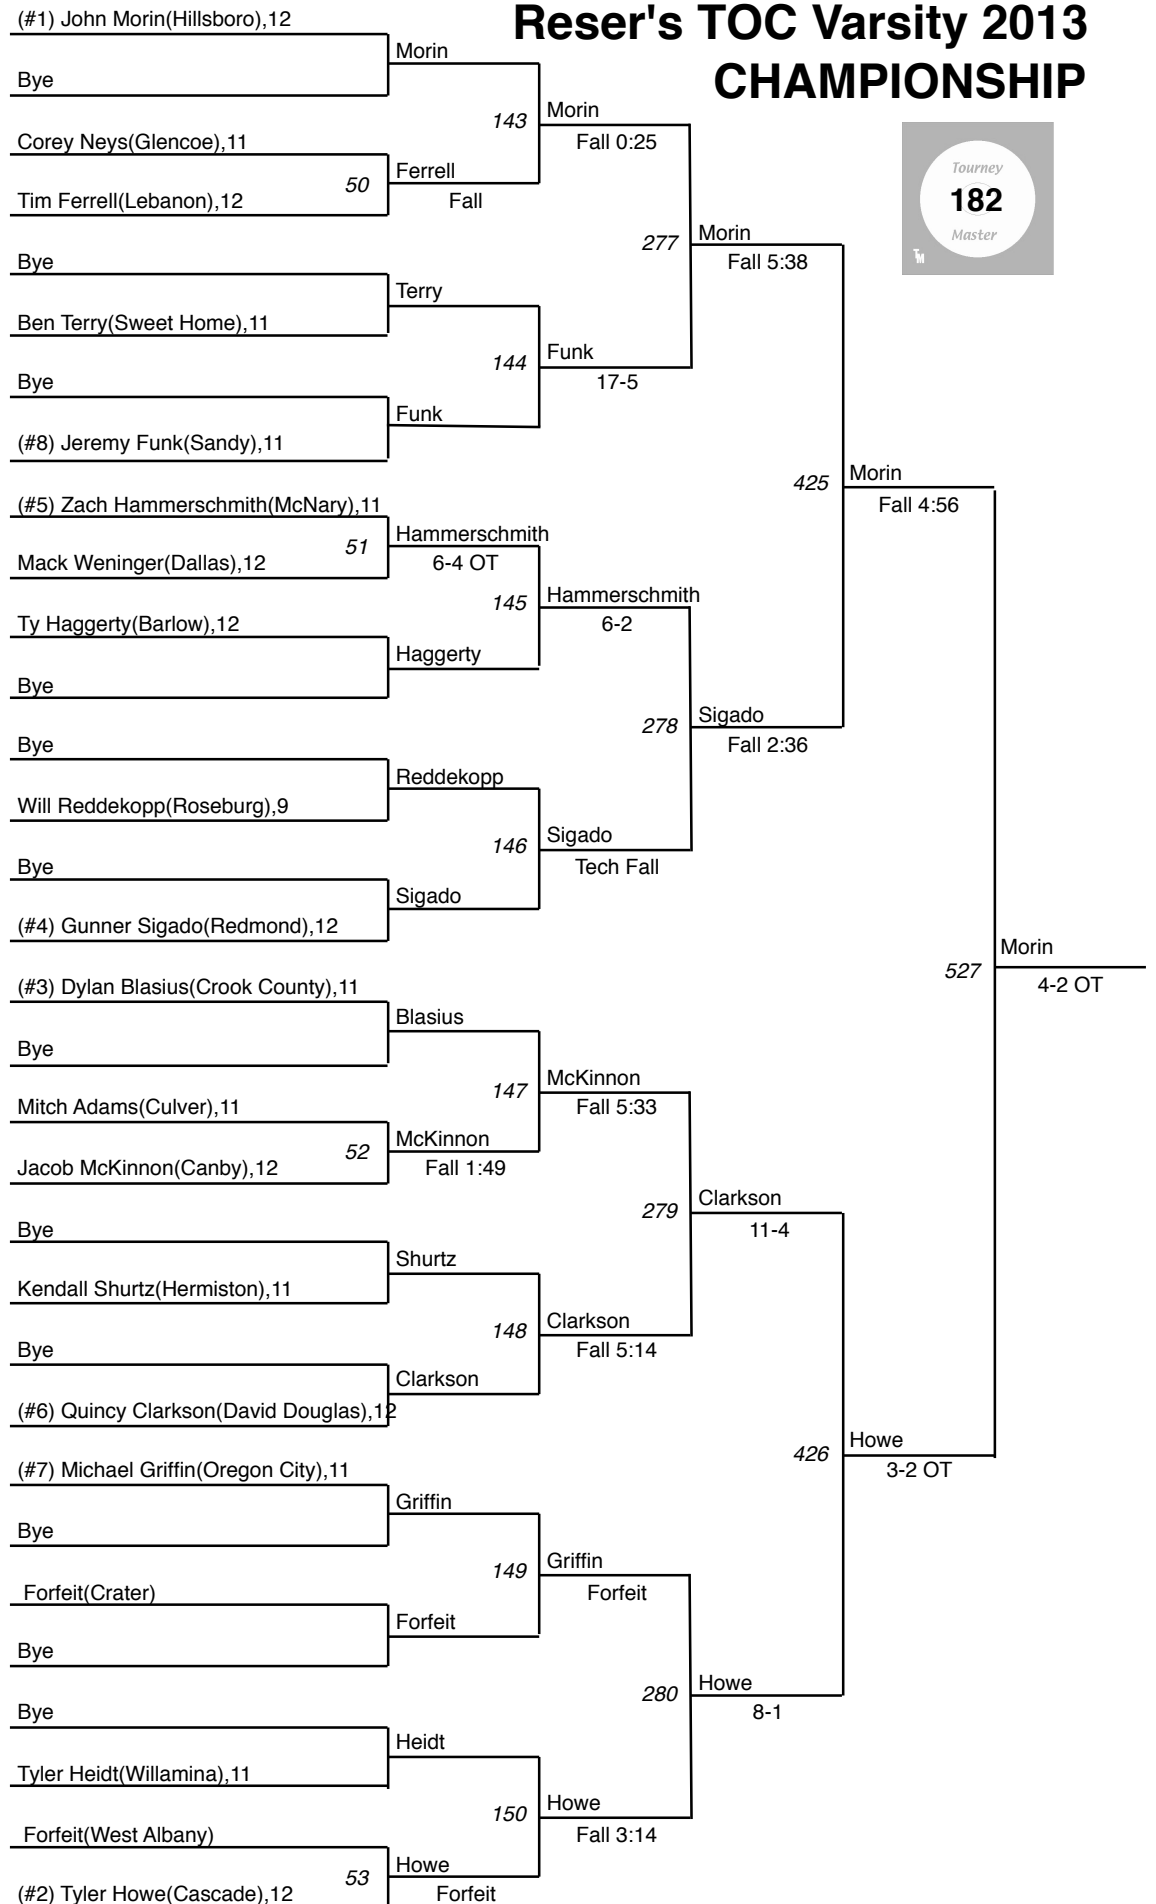 Reser's TOC Varsity 2013
CHAMPIONSHIP
Tourney
182
Master
TM
(#1) John Morin(Hillsboro),12
Morin
Bye
143
Morin
Fall 0:25
Corey Neys(Glencoe),11
50
Ferrell
Fall
Tim Ferrell(Lebanon),12
277
Morin
Fall 5:38
Bye
Terry
Ben Terry(Sweet Home),11
144
Funk
17-5
Bye
Funk
(#8) Jeremy Funk(Sandy),11
425
Morin
Fall 4:56
(#5) Zach Hammerschmith(McNary),11
51
Hammerschmith
6-4 OT
Mack Weninger(Dallas),12
145
Hammerschmith
6-2
Ty Haggerty(Barlow),12
Haggerty
Bye
278
Sigado
Fall 2:36
Bye
Reddekopp
Will Reddekopp(Roseburg),9
146
Sigado
Tech Fall
Bye
Sigado
(#4) Gunner Sigado(Redmond),12
527
Morin
4-2 OT
(#3) Dylan Blasius(Crook County),11
Blasius
Bye
147
McKinnon
Fall 5:33
Mitch Adams(Culver),11
52
McKinnon
Fall 1:49
Jacob McKinnon(Canby),12
279
Clarkson
11-4
Bye
Shurtz
Kendall Shurtz(Hermiston),11
148
Clarkson
Fall 5:14
Bye
Clarkson
(#6) Quincy Clarkson(David Douglas),12
426
Howe
3-2 OT
(#7) Michael Griffin(Oregon City),11
Griffin
Bye
149
Griffin
Forfeit
Forfeit(Crater)
Forfeit
Bye
280
Howe
8-1
Bye
Heidt
Tyler Heidt(Willamina),11
150
Howe
Fall 3:14
Forfeit(West Albany)
53
Howe
Forfeit
(#2) Tyler Howe(Cascade),12